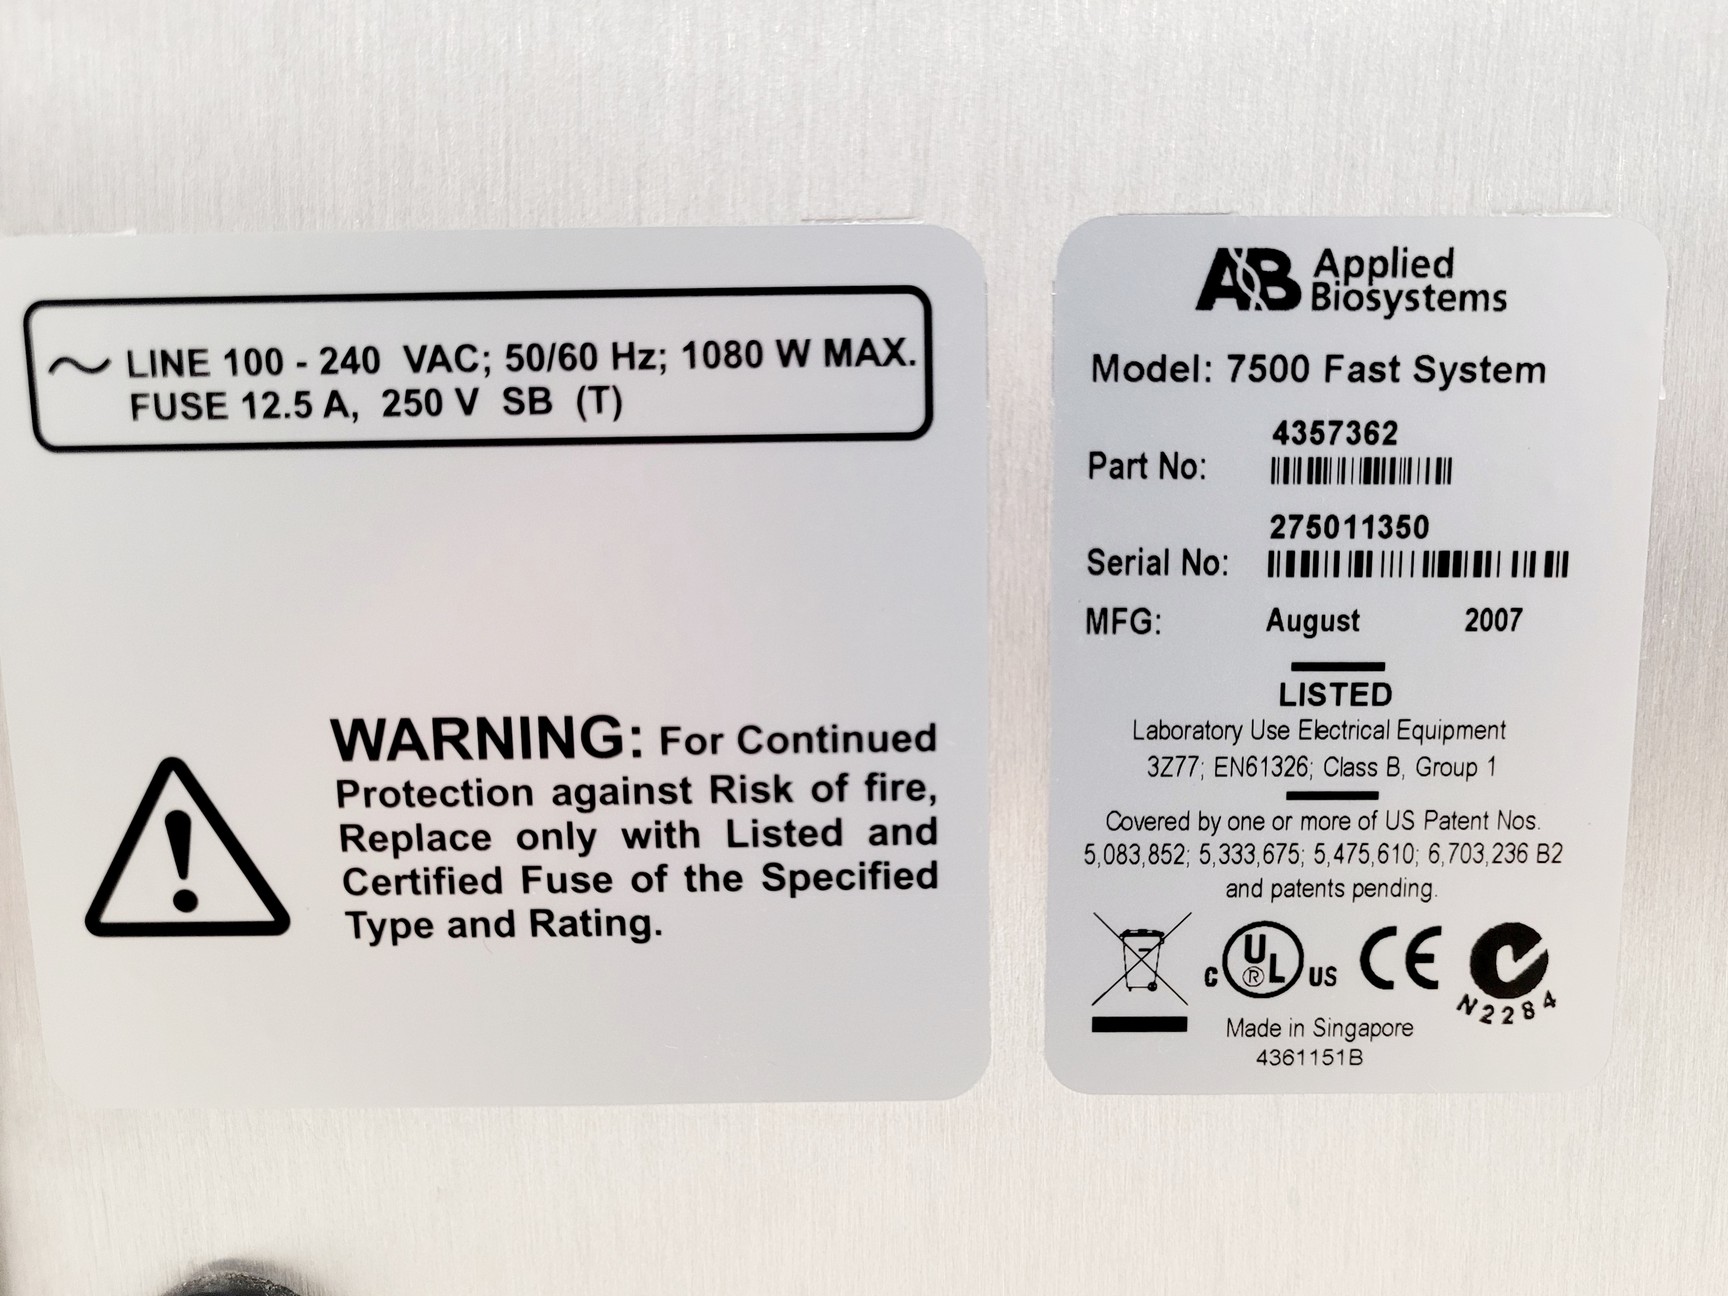 LINE 100 - 240 VAC; 50/60 Hz; 1080 W MAX.
FUSE 12.5 A, 250 V SB (T)
WARNING: For Continued
Protection against Risk of fire,
Replace only with Listed and
Certified Fuse of the Specified
Type and Rating.
AB Applied
Biosystems
Model: 7500 Fast System
4357362
Part No:
275011350
Serial No:
MFG: August 2007
LISTED
Laboratory Use Electrical Equipment
3Z77; EN61326; Class B, Group 1
Covered by one or more of US Patent Nos.
5,083,852; 5,333,675; 5,475,610; 6,703,236 B2
and patents pending.
C UL ® US CE
N2284
Made in Singapore
4361151B